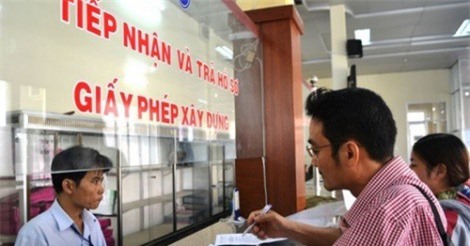 TIẾP NHẬN VÀ TRẢ HỒ SƠ
GIẤY PHÉP XÂY DỰNG